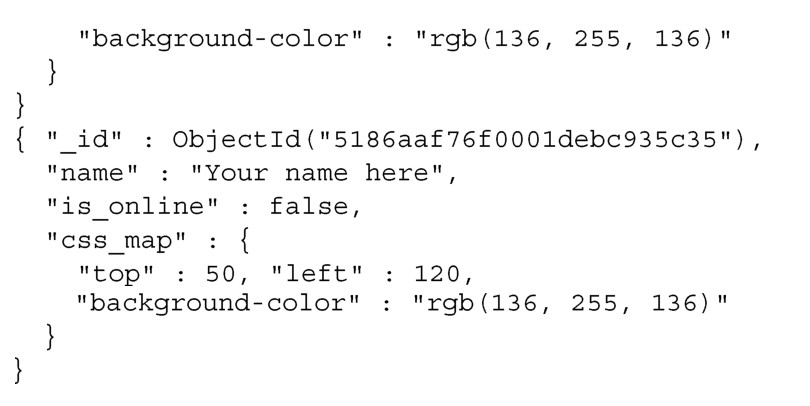 "background-color" : "rgb(136, 255, 136)"
}
}
{ "_id" : ObjectId("5186aaf76f0001debc935c35"),
"name" : "Your name here",
"is_online" : false,
"css_map" : {
"top" : 50, "left" : 120,
"background-color" : "rgb(136, 255, 136)"
}
}